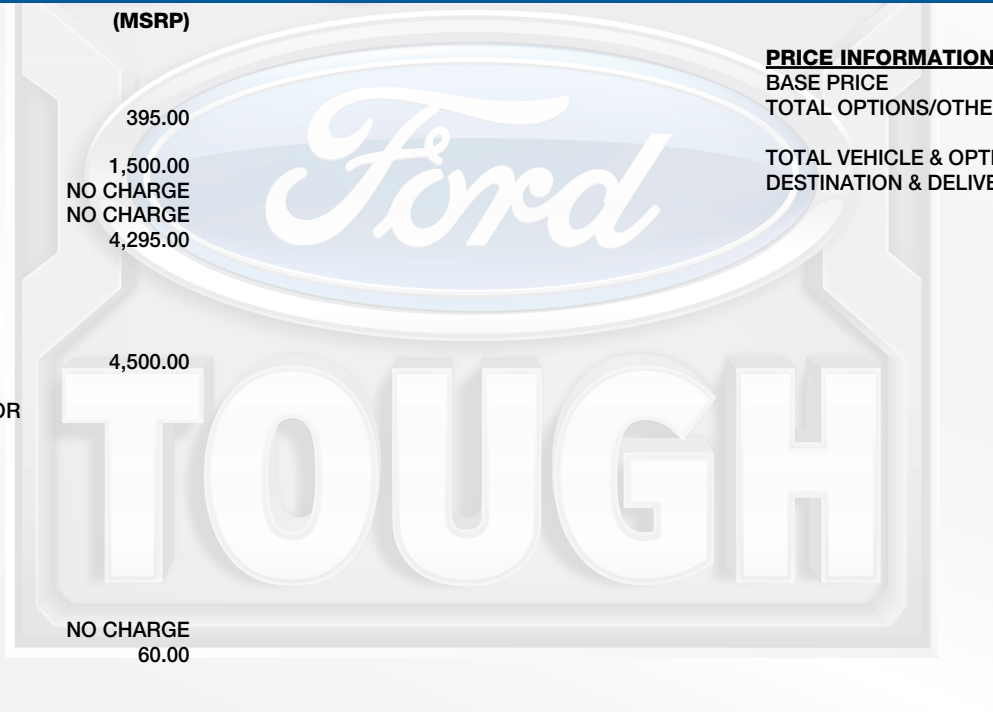 (MSRP)
395.00
1,500.00
NO CHARGE
NO CHARGE
4,295.00
4,500.00
OR
NO CHARGE
60.00
PRICE INFORMATION
BASE PRICE
TOTAL OPTIONS/OTHE
TOTAL VEHICLE & OPTI
DESTINATION & DELIVE
Ford
TOUGH